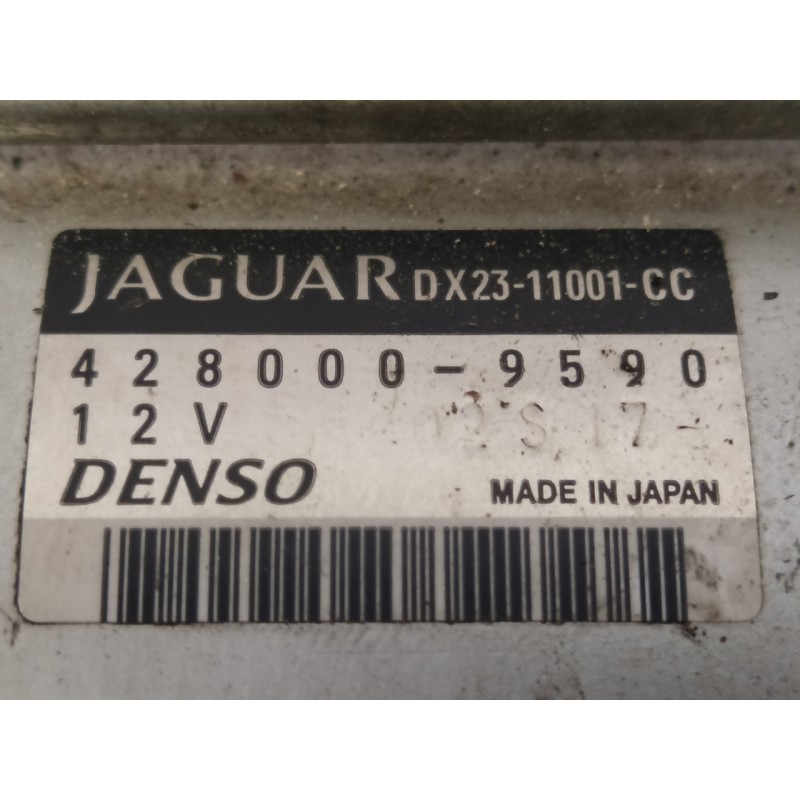 JAGUAR DX23-11001-CC
428000-9590
12V
DENSO MADE IN JAPAN